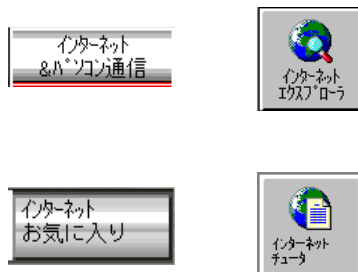 インターネット
&パソコン通信
インターネット
エクスプローラ
インターネット
お気に入り
インターネット
チュータ